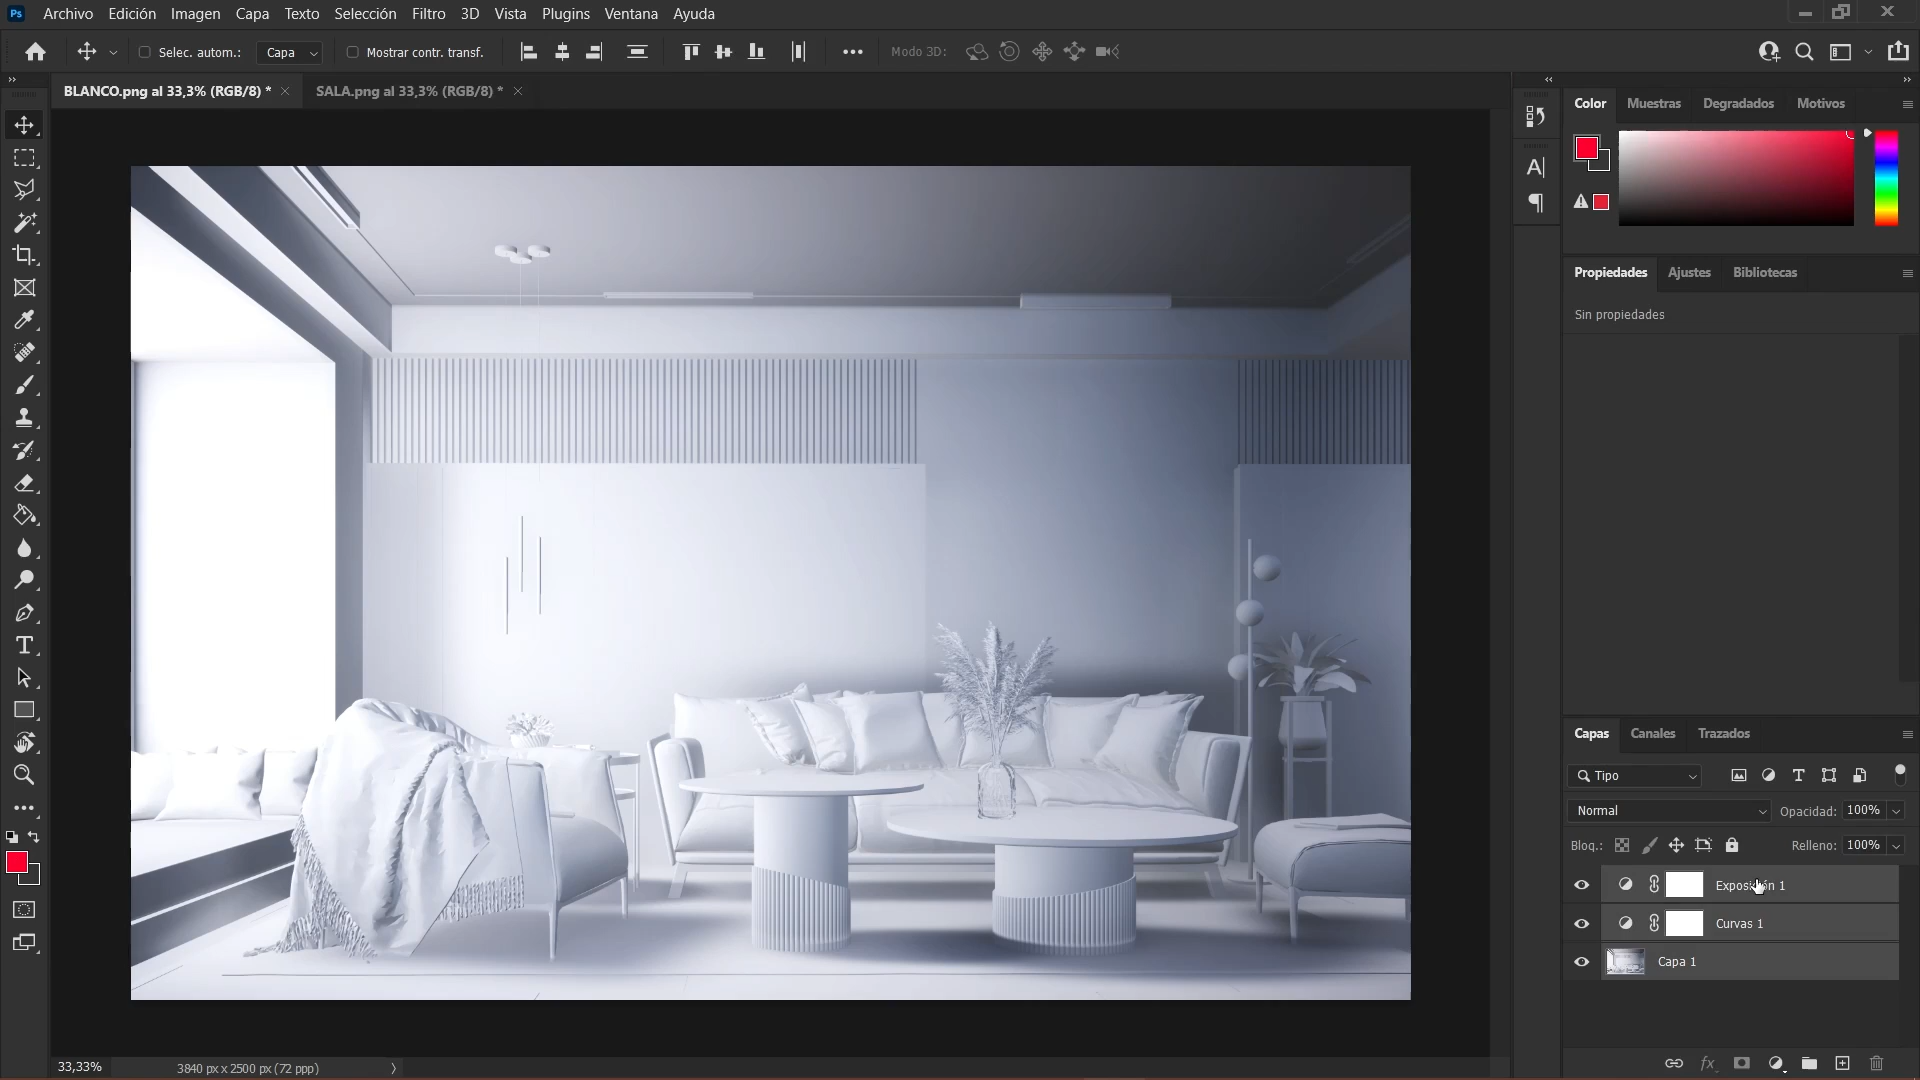 Ps Archivo Edición Imagen Capa Texto Selección Filtro 3D Vista Plugins Ventana Ayuda
Selec. autom.: Capa Mostrar contr. transf. Modo 3D:
BLANCO.png al 33,3% (RGB/8) * SALA.png al 33,3% (RGB/8) *
Color Muestras Degradados Motivos
Propiedades Ajustes Bibliotecas
Sin propiedades
Capas Canales Trazados
Tipo
Normal Opacidad: 100%
Bloq.: Relleno: 100%
Exposición 1
Curvas 1
Capa 1
fx
33,33% 3840 px x 2500 px (72 ppp)